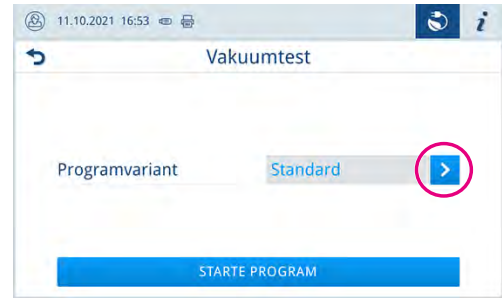 11.10.2021 16:53
Vakuumtest
Programvariant
Standard
STARTE PROGRAM